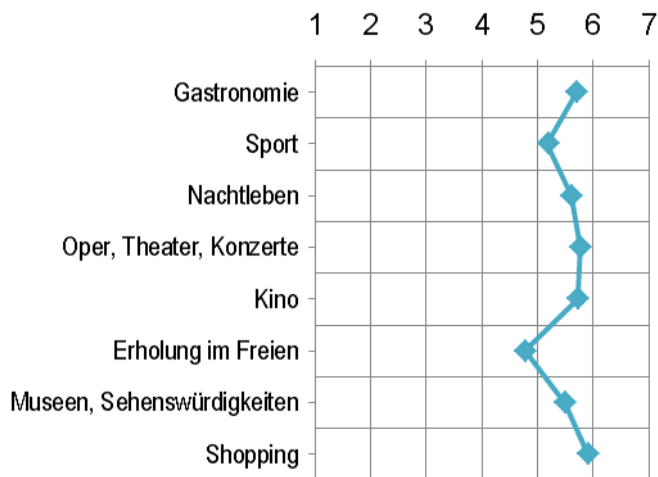 1 2 3 4 5 6 7
Gastronomie
Sport
Nachtleben
Oper, Theater, Konzerte
Kino
Erholung im Freien
Museen, Sehenswürdigkeiten
Shopping